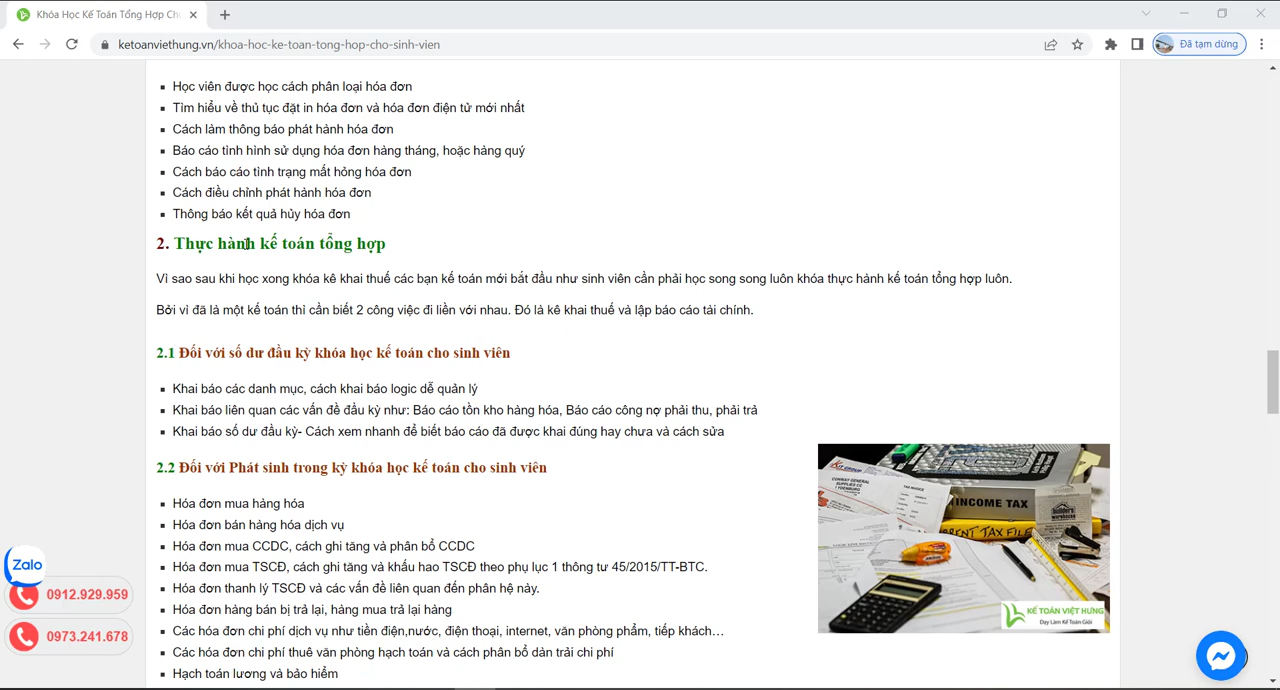 Khóa Học Kế Toán Tổng Hợp Ch
ketoanviethung.vn/khoa-hoc-ke-toan-tong-hop-cho-sinh-vien
Đã tạm dừng
Học viên được học cách phân loại hóa đơn
Tìm hiểu về thủ tục đặt in hóa đơn và hóa đơn điện tử mới nhất
Cách làm thông báo phát hành hóa đơn
Báo cáo tình hình sử dụng hóa đơn hàng tháng, hoặc hàng quý
Cách báo cáo tình trạng mất hỏng hóa đơn
Cách điều chỉnh phát hành hóa đơn
Thông báo kết quả hủy hóa đơn
2. Thực hành kế toán tổng hợp
Vì sao sau khi học xong khóa kê khai thuế các bạn kế toán mới bắt đầu như sinh viên cần phải học song song luôn khóa thực hành kế toán tổng hợp luôn.
Bởi vì đã là một kế toán thì cần biết 2 công việc đi liền với nhau. Đó là kê khai thuế và lập báo cáo tài chính.
2.1 Đối với số dư đầu kỳ khóa học kế toán cho sinh viên
Khai báo các danh mục, cách khai báo logic dễ quản lý
Khai báo liên quan các vấn đề đầu kỳ như: Báo cáo tồn kho hàng hóa, Báo cáo công nợ phải thu, phải trả
Khai báo số dư đầu kỳ- Cách xem nhanh để biết báo cáo đã được khai đúng hay chưa và cách sửa
2.2 Đối với Phát sinh trong kỳ khóa học kế toán cho sinh viên
Hóa đơn mua hàng hóa
Hóa đơn bán hàng hóa dịch vụ
Hóa đơn mua CCDC, cách ghi tăng và phân bổ CCDC
Hóa đơn mua TSCĐ, cách ghi tăng và khấu hao TSCĐ theo phụ lục 1 thông tư 45/2015/TT-BTC.
Hóa đơn thanh lý TSCĐ và các vấn đề liên quan đến phân hệ này.
Hóa đơn hàng bán bị trả lại, hàng mua trả lại hàng
Các hóa đơn chi phí dịch vụ như tiền điện,nước, điện thoại, internet, văn phòng phẩm, tiếp khách…
Các hóa đơn chi phí thuê văn phòng hạch toán và cách phân bổ dàn trải chi phí
Hạch toán lương và bảo hiểm
INCOME TAX
TAX INVOICE
KẾ TOÁN VIỆT HƯNG
Dạy Làm Kế Toán Giỏi
Zalo
0912.929.959
0973.241.678